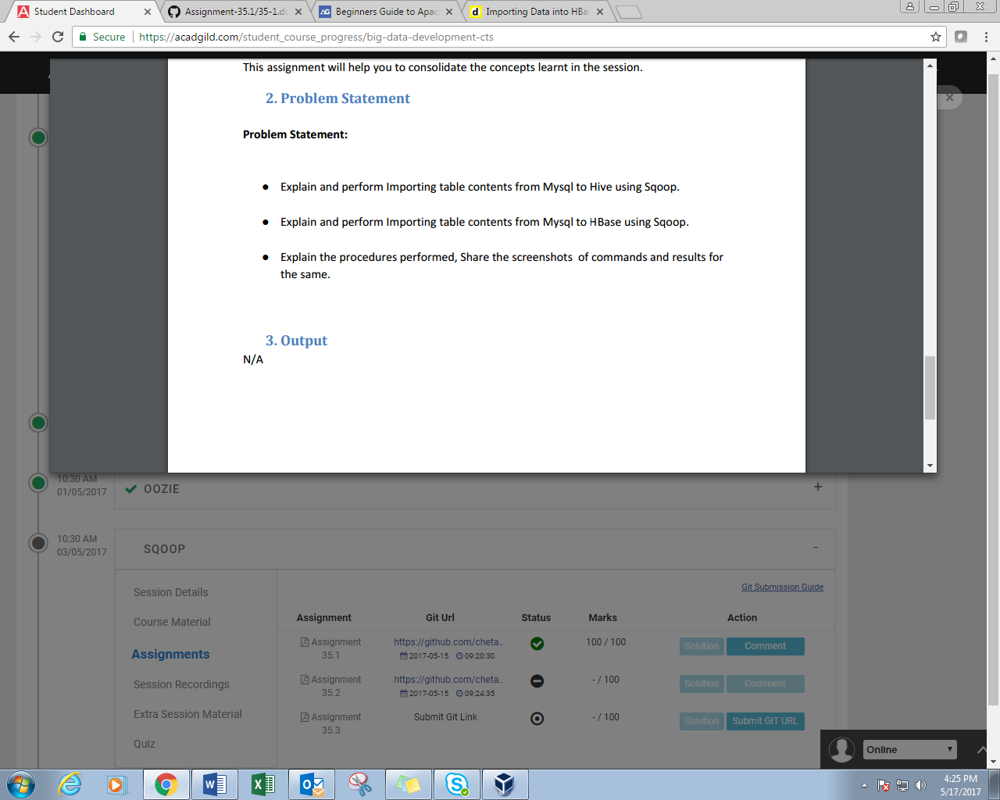 Student Dashboard
Assignment-35.1/35-1.do
Beginners Guide to Apac
Importing Data into HBa
Secure
https://acadgild.com/student_course_progress/big-data-development-cts
This assignment will help you to consolidate the concepts learnt in the session.
2. Problem Statement
Problem Statement:
● Explain and perform Importing table contents from Mysql to Hive using Sqoop.
● Explain and perform Importing table contents from Mysql to HBase using Sqoop.
● Explain the procedures performed, Share the screenshots of commands and results for
the same.
3. Output
N/A
10:30 AM
01/05/2017
OOZIE
+
10:30 AM
03/05/2017
SQOOP
-
Session Details
Course Material
Assignments
Session Recordings
Extra Session Material
Quiz
Git Submission Guide
Assignment Git Url Status Marks Action
Assignment
35.1
https://github.com/cheta..
2017-05-15 09:20:30
100 / 100
Solution Comment
Assignment
35.2
https://github.com/cheta..
2017-05-15 09:24:35
- / 100
Solution Comment
Assignment
35.3
Submit Git Link
- / 100
Solution Submit GIT URL
Online
4:25 PM
5/17/2017